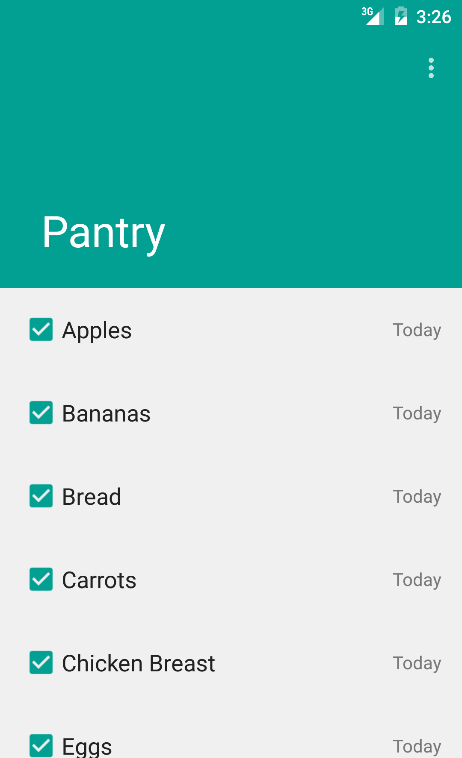 3G 3:26
Pantry
Apples Today
Bananas Today
Bread Today
Carrots Today
Chicken Breast Today
Eggs Today